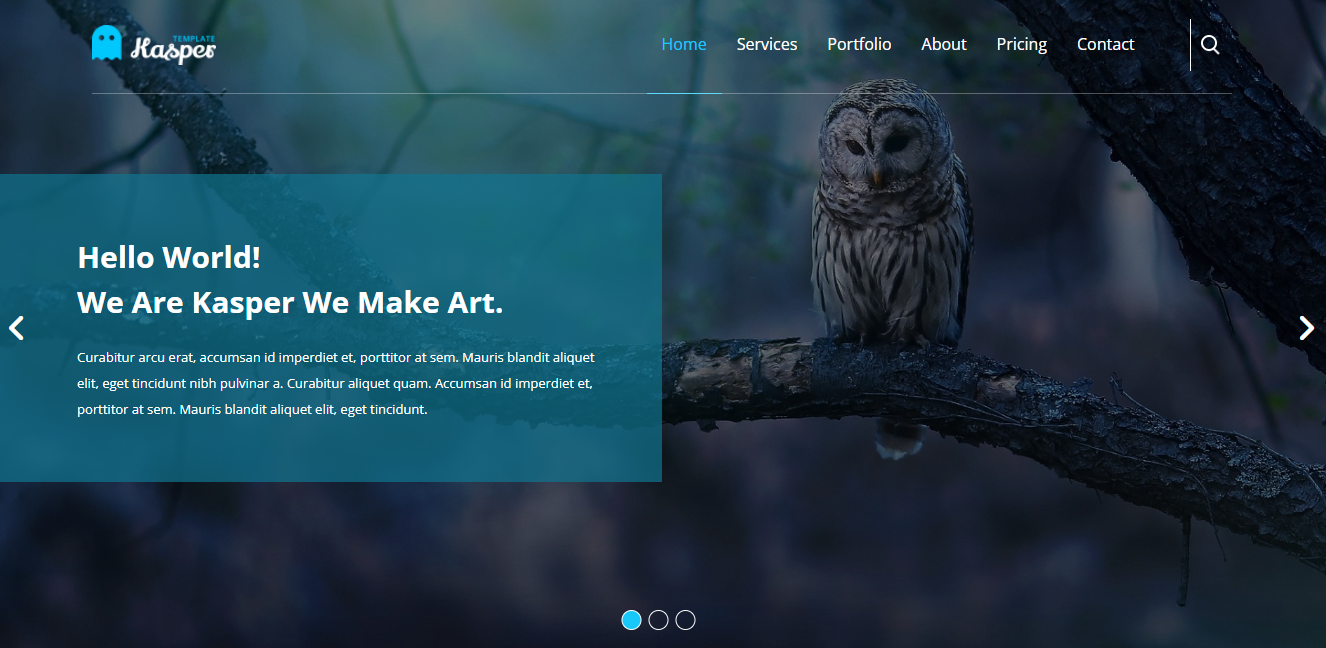 TEMPLATE
Kasper
Home Services Portfolio About Pricing Contact
Hello World!
We Are Kasper We Make Art.
Curabitur arcu erat, accumsan id imperdiet et, porttitor at sem. Mauris blandit aliquet
elit, eget tincidunt nibh pulvinar a. Curabitur aliquet quam. Accumsan id imperdiet et,
porttitor at sem. Mauris blandit aliquet elit, eget tincidunt.